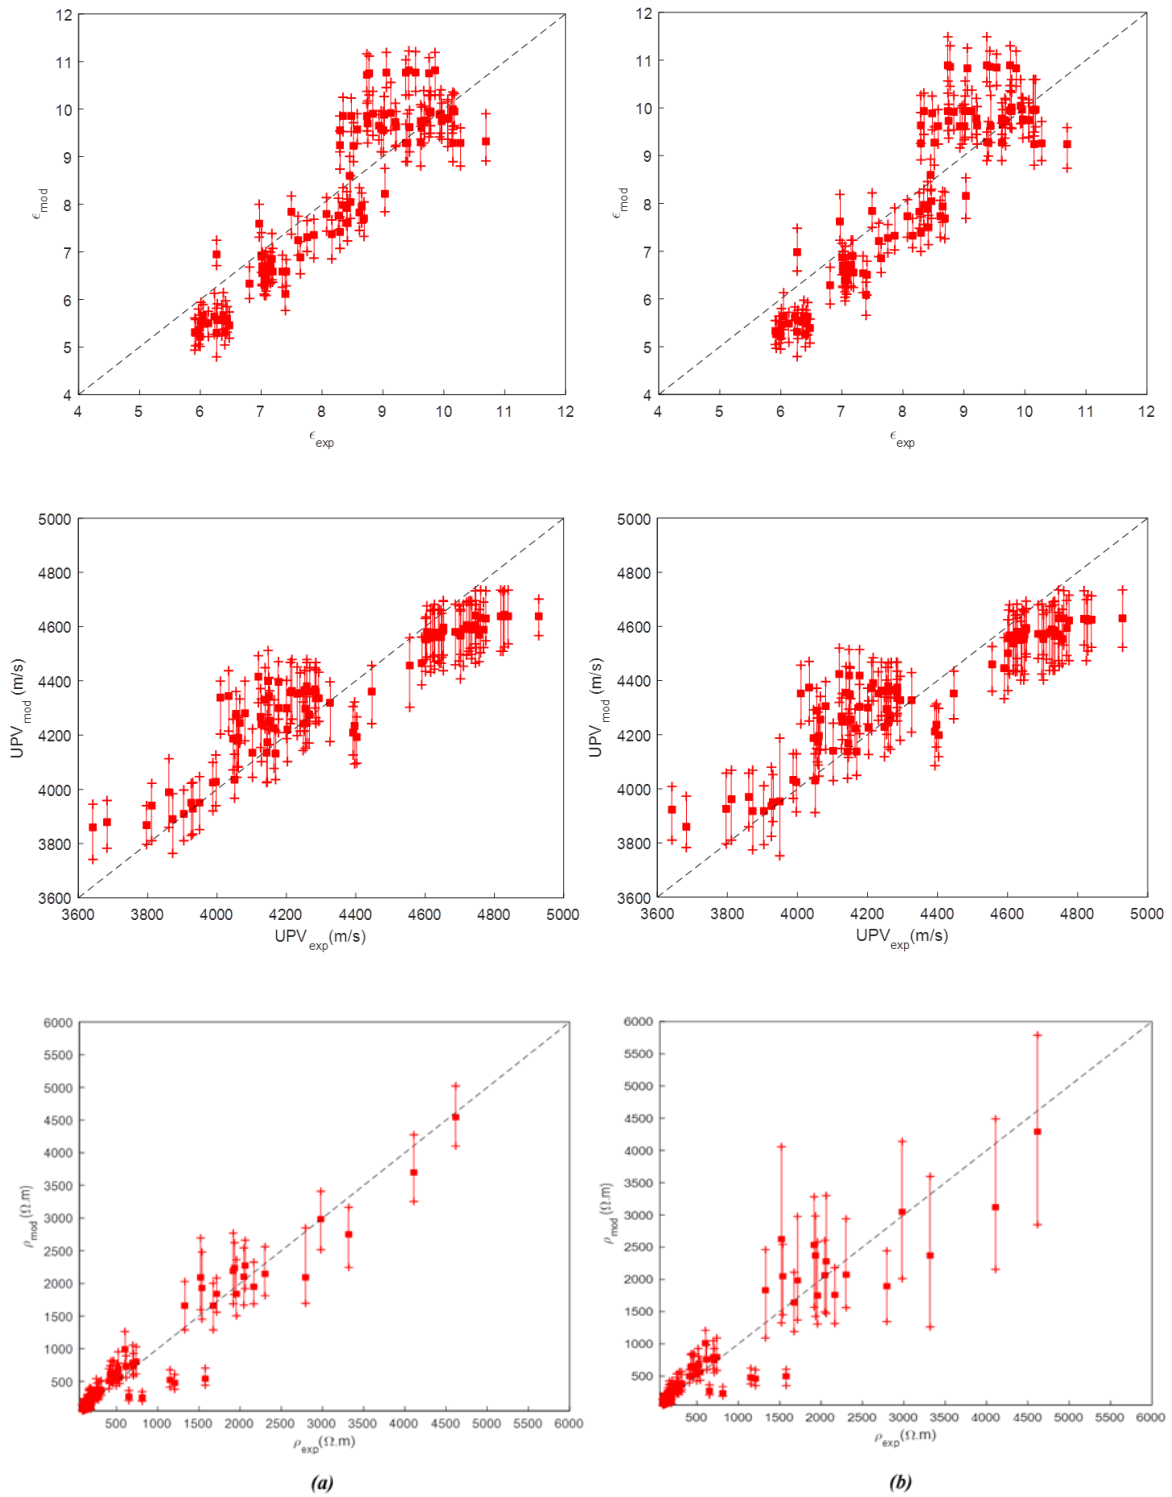 12 12
11 11
10 10
9 9
8 8
7 7
6 6
5 5
4 4
ϵmod ϵmod
4 5 6 7 8 9 10 11 12 4 5 6 7 8 9 10 11 12
ϵexp ϵexp
5000 5000
4800 4800
4600 4600
4400 4400
4200 4200
4000 4000
3800 3800
3600 3600
UPVmod (m/s) UPVmod (m/s)
3600 3800 4000 4200 4400 4600 4800 5000 3600 3800 4000 4200 4400 4600 4800 5000
UPVexp(m/s) UPVexp(m/s)
6000 6000
5500 5500
5000 5000
4500 4500
4000 4000
3500 3500
3000 3000
2500 2500
2000 2000
1500 1500
1000 1000
500 500
ρmod(Ω.m) ρmod(Ω.m)
500 1000 1500 2000 2500 3000 3500 4000 4500 5000 5500 6000 500 1000 1500 2000 2500 3000 3500 4000 4500 5000 5500 6000
ρexp(Ω.m) ρexp(Ω.m)
(a) (b)